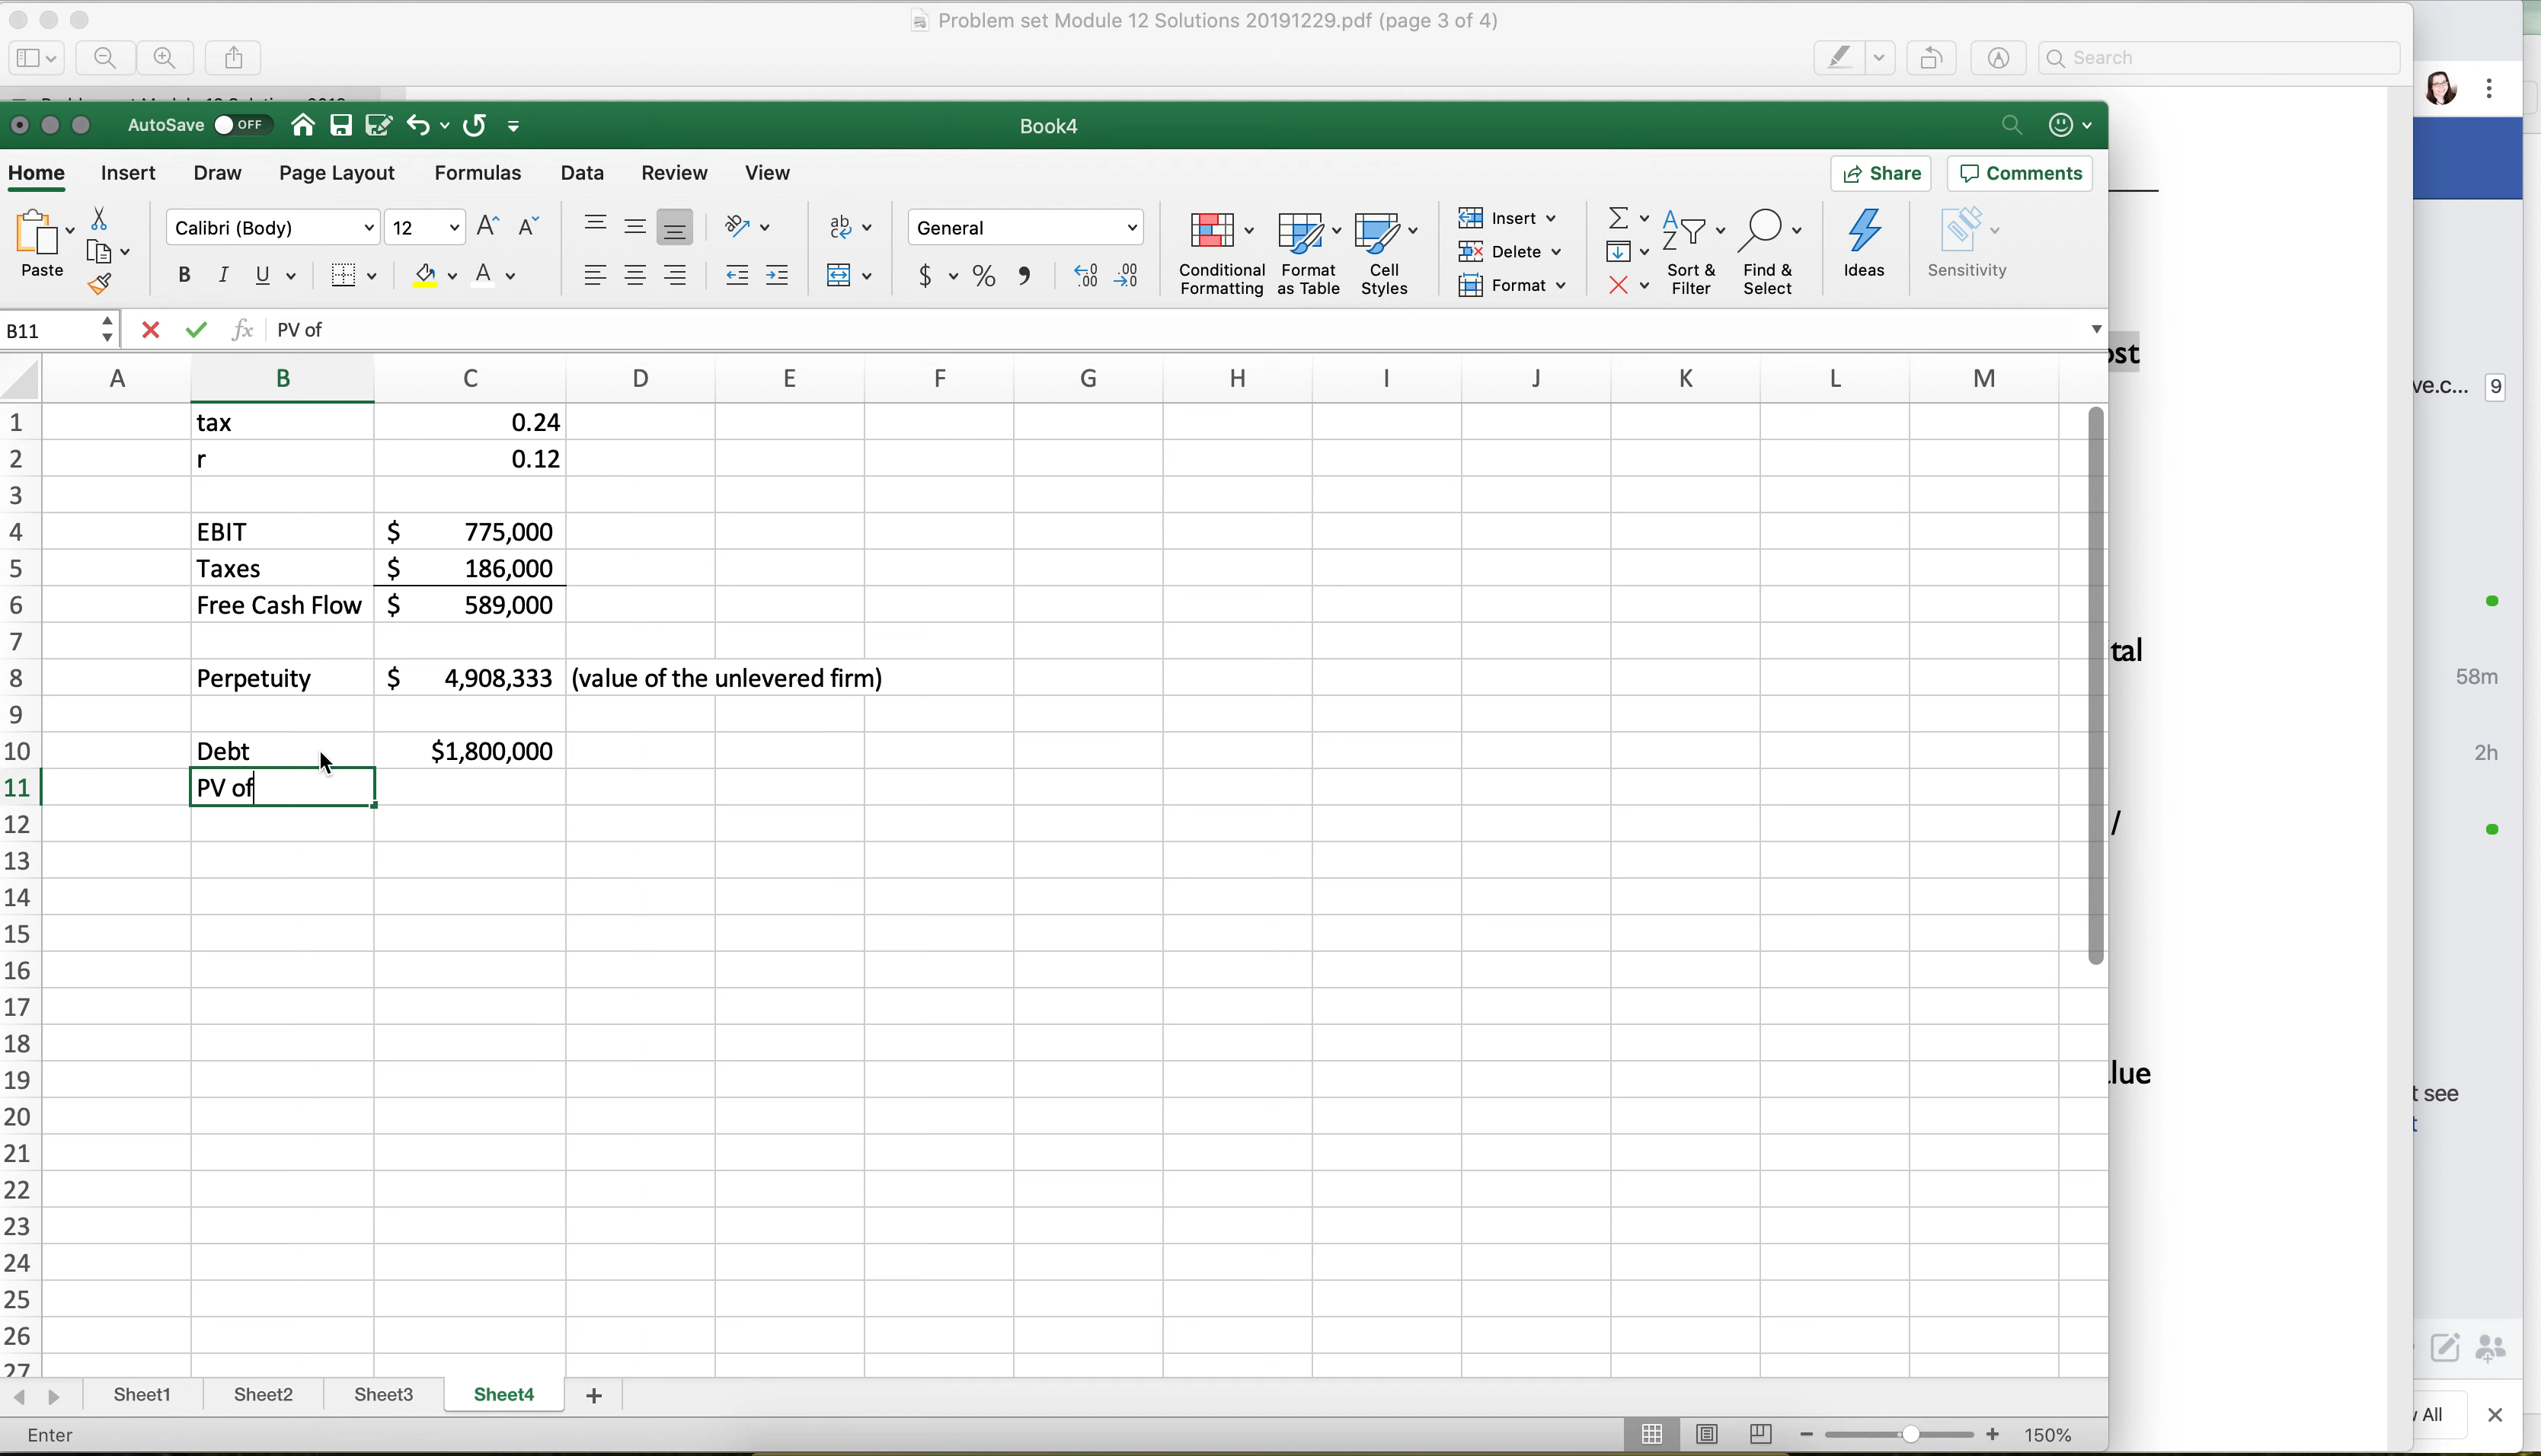 Problem set Module 12 Solutions 20191229.pdf (page 3 of 4)
Search
AutoSave OFF
Book4
Home Insert Draw Page Layout Formulas Data Review View
Share Comments
Paste
Calibri (Body) 12
B I U
General
$ % 
Conditional Formatting
Format as Table
Cell Styles
Insert
Delete
Format
Sort & Filter
Find & Select
Ideas
Sensitivity
B11 fx PV of
A B C D E F G H I J K L M
1 tax 0.24
2 r 0.12
3
4 EBIT $ 775,000
5 Taxes $ 186,000
6 Free Cash Flow $ 589,000
7
8 Perpetuity $ 4,908,333 (value of the unlevered firm)
9
10 Debt $1,800,000
11 PV of
12
13
14
15
16
17
18
19
20
21
22
23
24
25
26
27
Sheet1 Sheet2 Sheet3 Sheet4 +
Enter
150%
ost
ve.c... 9
tal
58m
2h
/
lue
t see
t
All